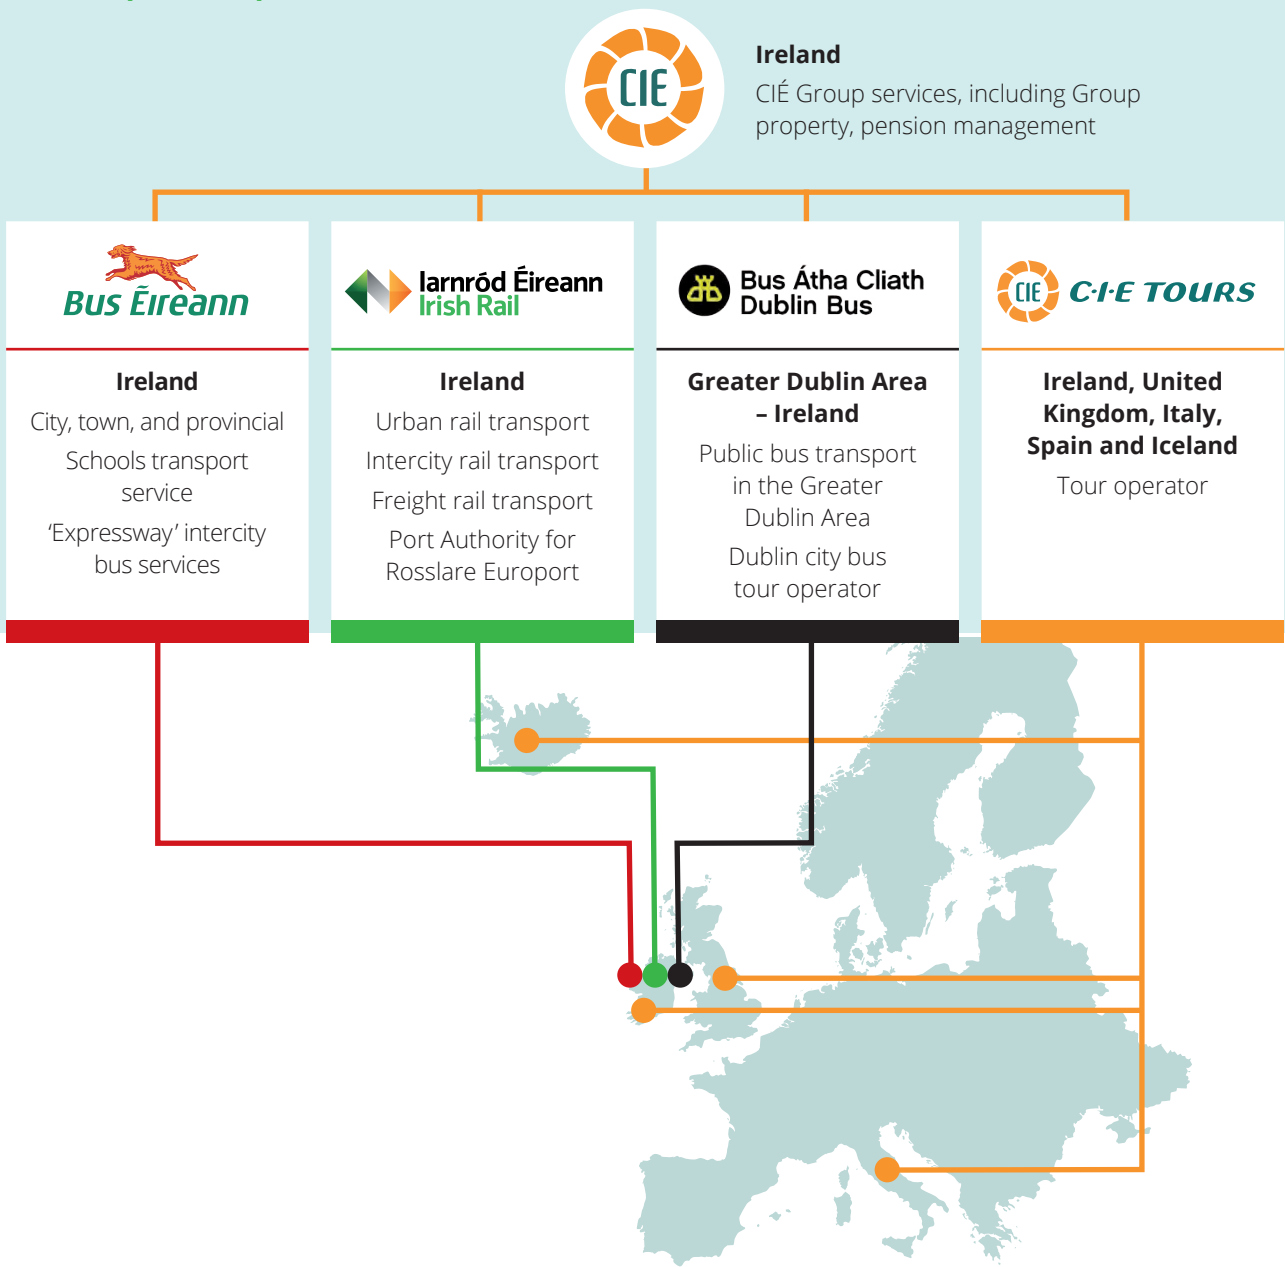 CIE
Ireland
CIÉ Group services, including Group
property, pension management
Bus Éireann
Ireland
City, town, and provincial
Schools transport
service
‘Expressway’ intercity
bus services
Iarnród Éireann
Irish Rail
Ireland
Urban rail transport
Intercity rail transport
Freight rail transport
Port Authority for
Rosslare Europort
Bus Átha Cliath
Dublin Bus
Greater Dublin Area
– Ireland
Public bus transport
in the Greater
Dublin Area
Dublin city bus
tour operator
CIE C·I·E TOURS
Ireland, United
Kingdom, Italy,
Spain and Iceland
Tour operator